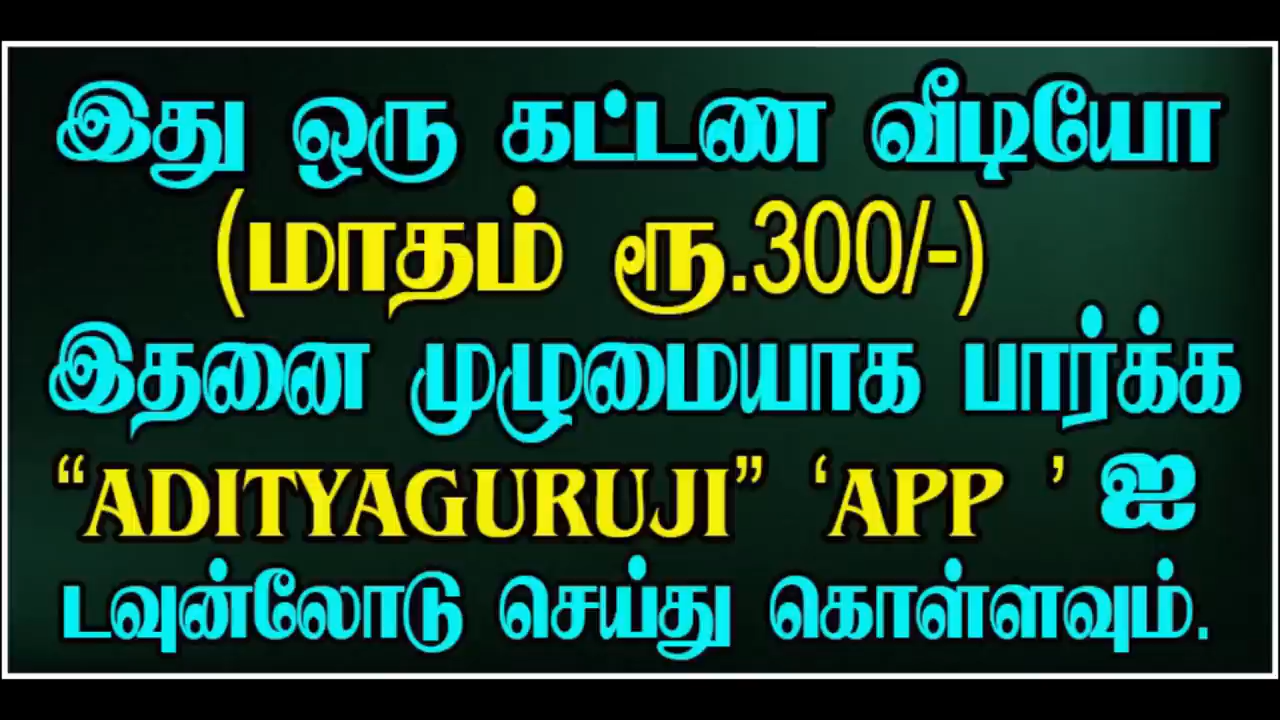 இது ஒரு கட்டண வீடியோ
(மாதம் ரூ.300/-)
இதனை முழுமையாக பார்க்க
“ADITYAGURUJI” ‘APP ’ ஐ
டவுன்லோடு செய்து கொள்ளவும்.